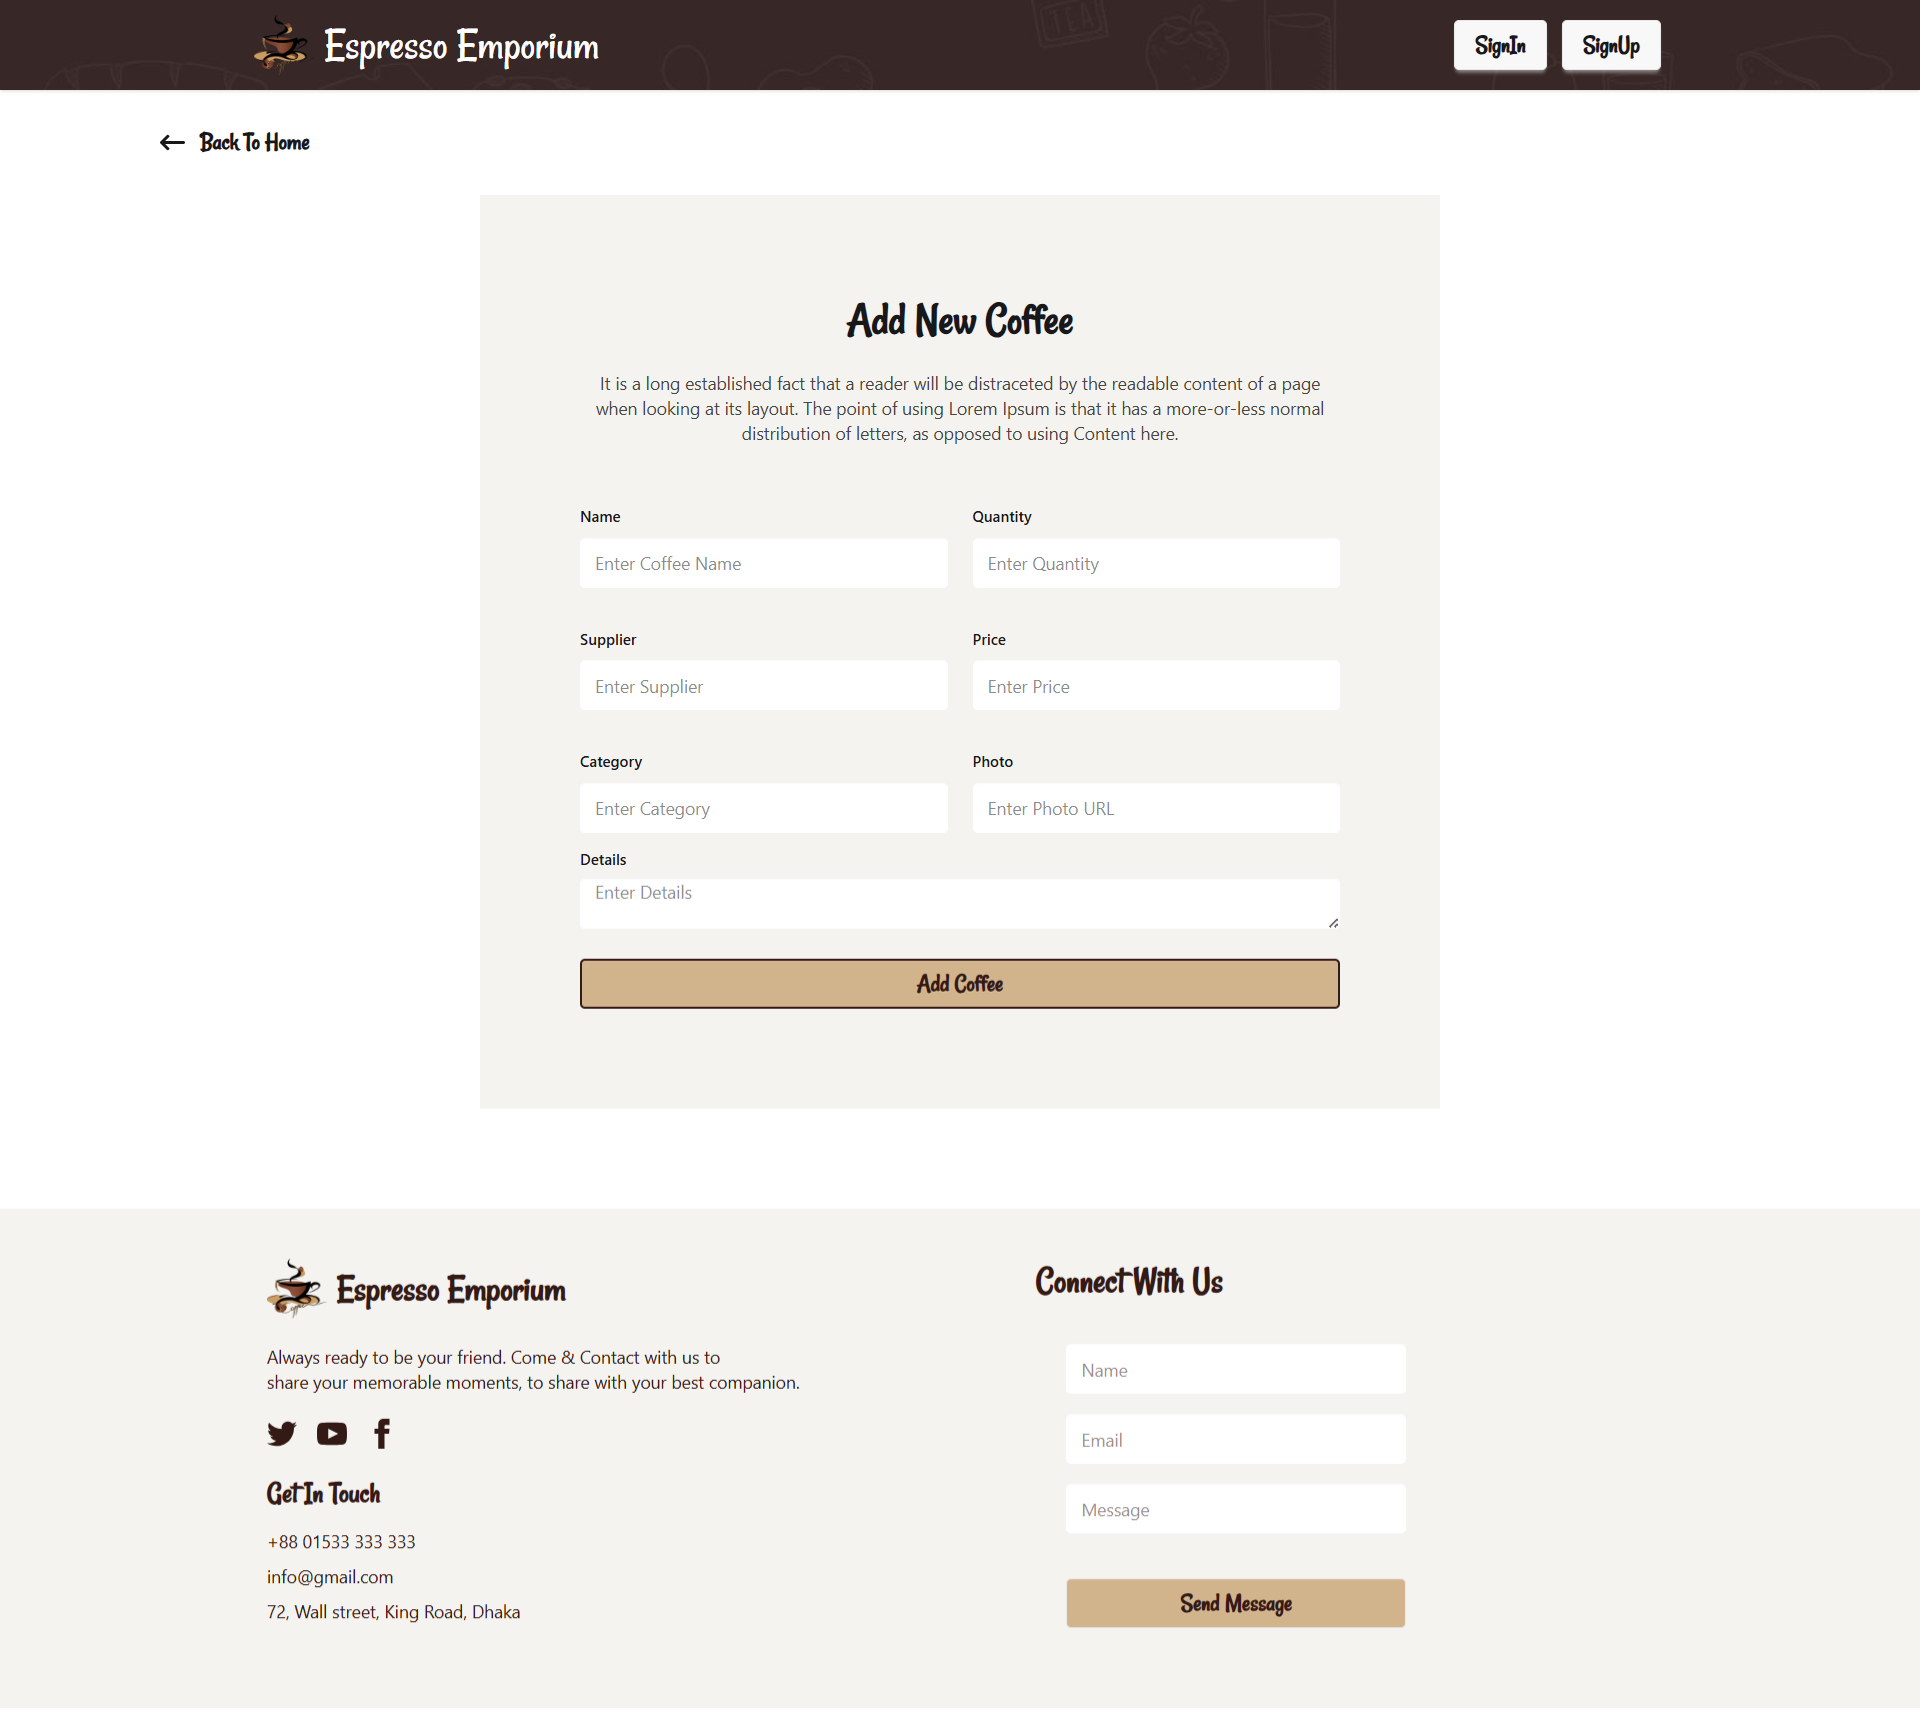 Espresso Emporium
SignIn
SignUp
TEA
Back To Home
Add New Coffee
It is a long established fact that a reader will be distraceted by the readable content of a page
when looking at its layout. The point of using Lorem Ipsum is that it has a more-or-less normal
distribution of letters, as opposed to using Content here.
Name
Quantity
Enter Coffee Name
Enter Quantity
Supplier
Price
Enter Supplier
Enter Price
Category
Photo
Enter Category
Enter Photo URL
Details
Enter Details
Add Coffee
Espresso Emporium
Always ready to be your friend. Come & Contact with us to
share your memorable moments, to share with your best companion.
Get In Touch
+88 01533 333 333
info@gmail.com
72, Wall street, King Road, Dhaka
Connect With Us
Name
Email
Message
Send Message